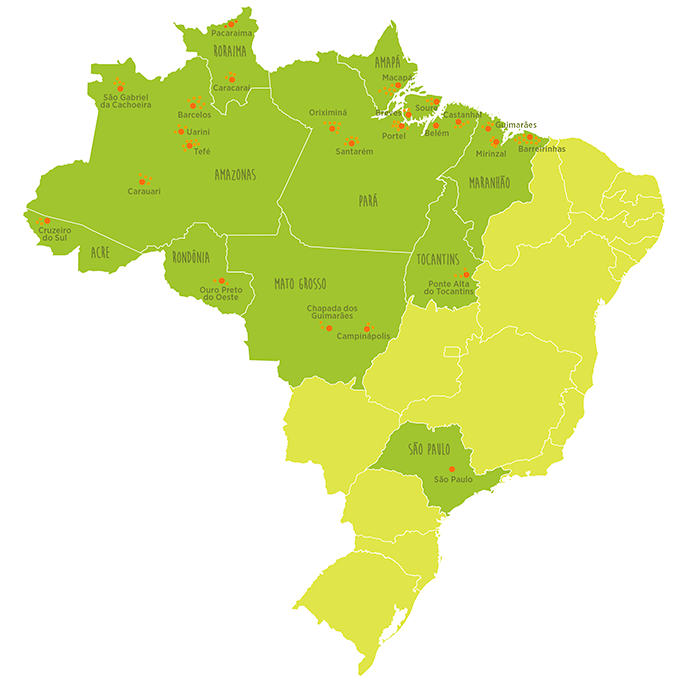 Pacaraima
RORAIMA
Caracaraí
AMAPÁ
Macapá
São Gabriel
da Cachoeira
Barcelos
Uarini
Tefé
Carauari
AMAZONAS
Oriximiná
Santarém
PARÁ
Breves
Soure
Portel
Belém
Castanhal
Guimarães
Mirinzal
Barreirinhas
MARANHÃO
Cruzeiro
do Sul
ACRE
RONDÔNIA
Ouro Preto
do Oeste
MATO GROSSO
Chapada dos
Guimarães
Campinápolis
TOCANTINS
Ponte Alta
do Tocantins
SÃO PAULO
São Paulo